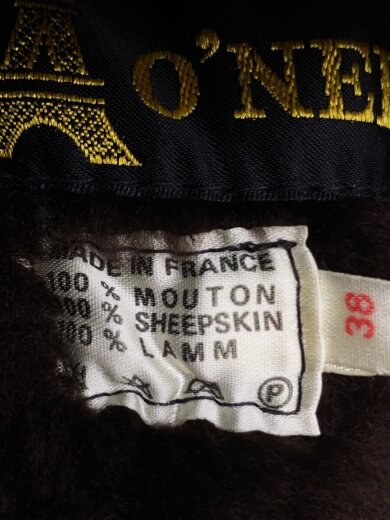 O'NE
MADE IN FRANCE
100 % MOUTON
100 % SHEEPSKIN
100 % LAMM
P
38